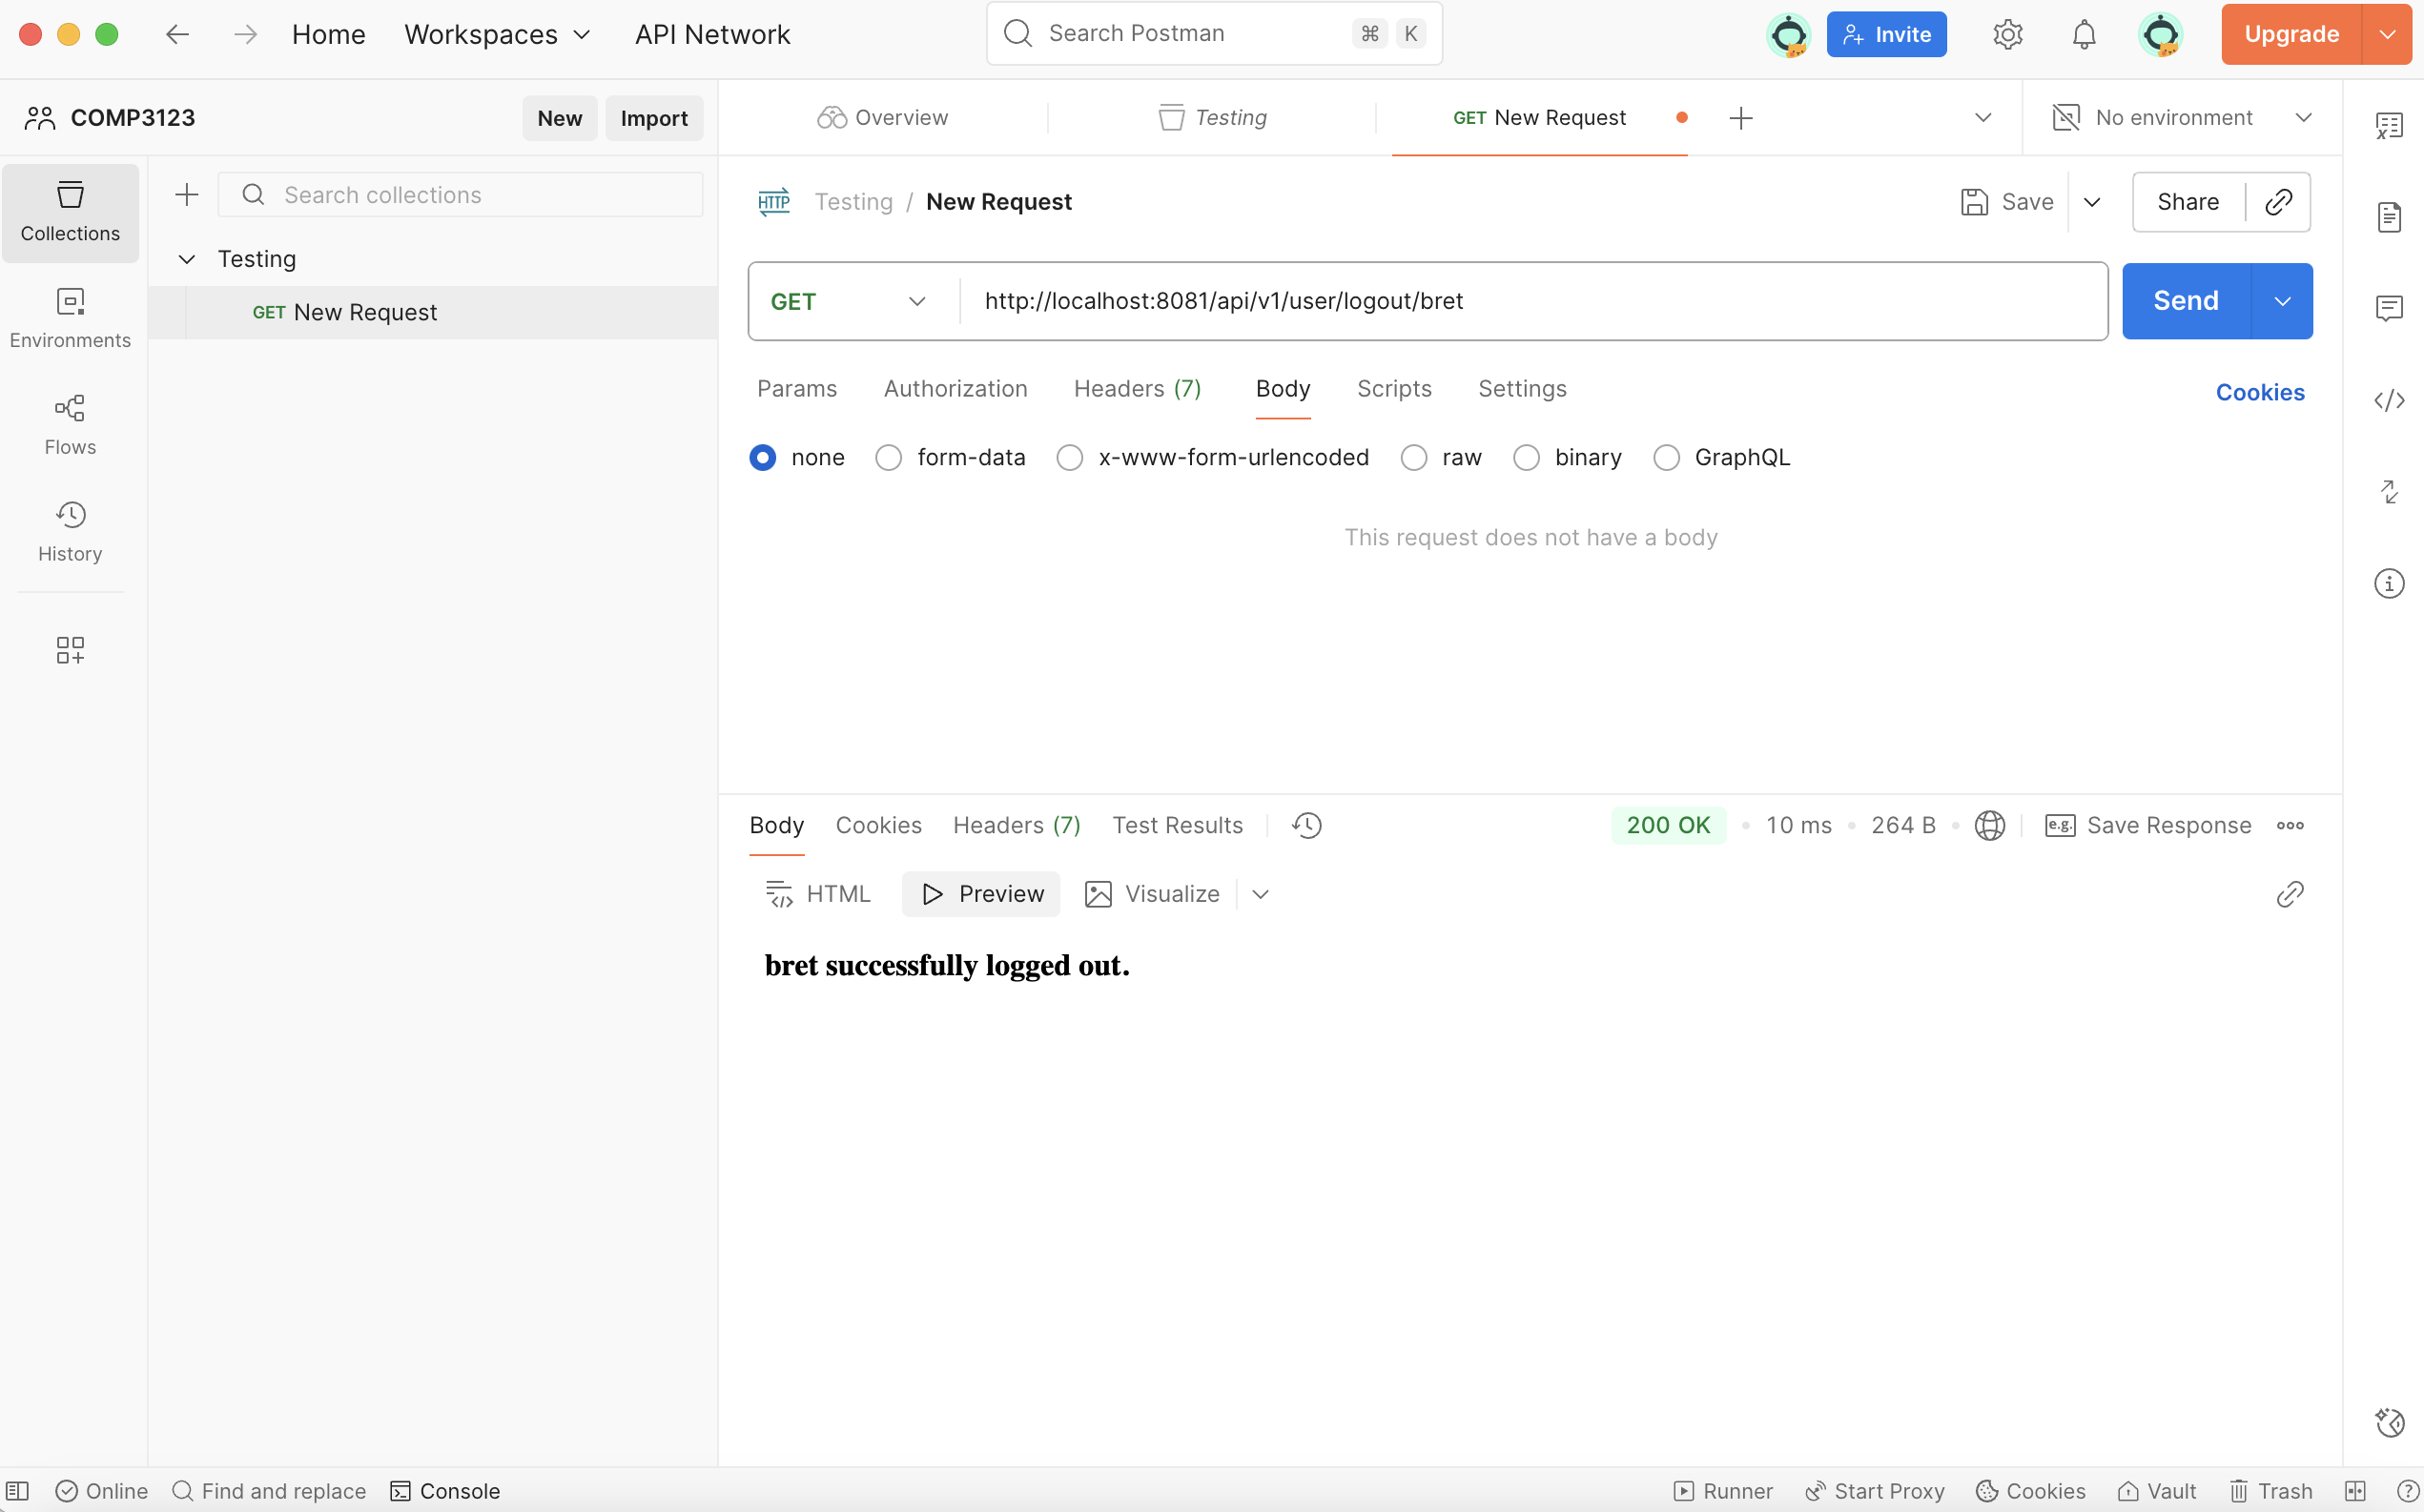 Home Workspaces API Network Search Postman ⌘ K Invite Upgrade
COMP3123 New Import Overview Testing GET New Request No environment
Collections
Environments
Flows
History
Search collections
Testing
GET New Request
HTTP Testing / New Request Save Share
GET http://localhost:8081/api/v1/user/logout/bret Send
Params Authorization Headers (7) Body Scripts Settings Cookies
none form-data x-www-form-urlencoded raw binary GraphQL
This request does not have a body
Body Cookies Headers (7) Test Results 200 OK • 10 ms • 264 B • e.g. Save Response
HTML Preview Visualize
bret successfully logged out.
Online Find and replace Console Runner Start Proxy Cookies Vault Trash